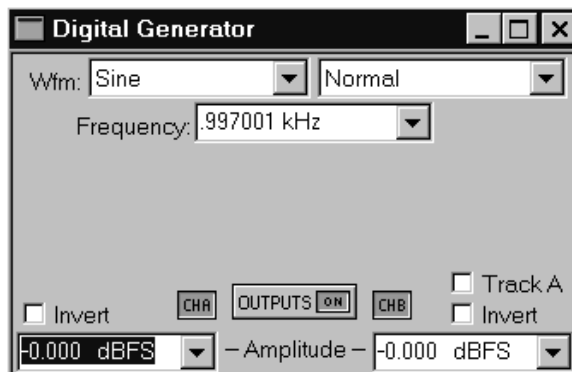 Digital Generator
Wfm: Sine Normal
Frequency: .997001 kHz
Track A
Invert CHA OUTPUTS ON CHB Invert
-0.000 dBFS – Amplitude – -0.000 dBFS